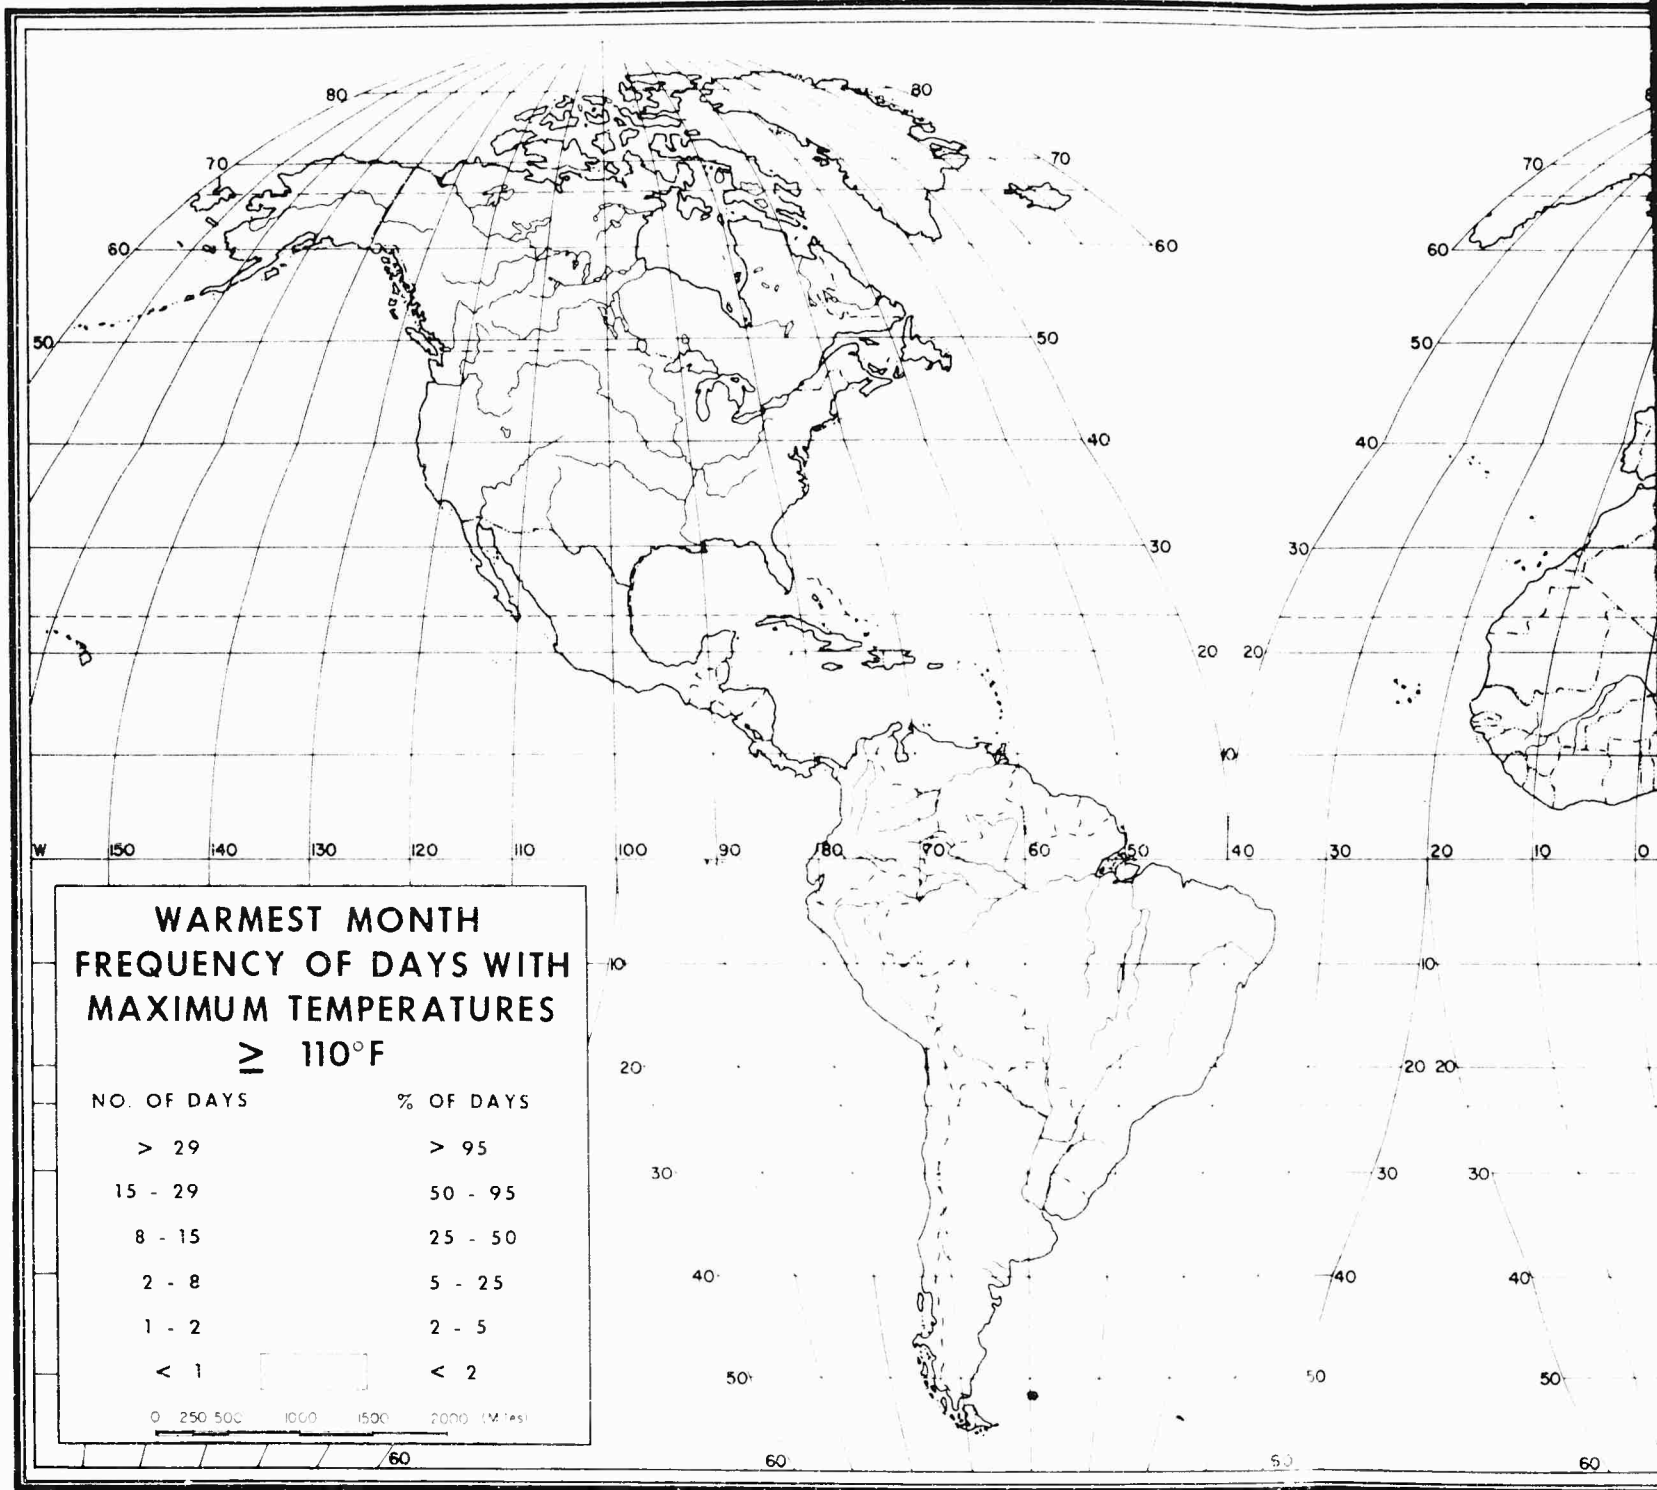 80 80 8
70 70 70
60 60 60
50 50 50
40 40
30 30
20 20
10
W 150 140 130 120 110 100 90 80 70 60 50 40 30 20 10 0
10 10
20 20 20
30 30 30
40 40 40
50 50 50
60 60 60
WARMEST MONTH
FREQUENCY OF DAYS WITH
MAXIMUM TEMPERATURES
≥ 110°F
NO. OF DAYS % OF DAYS
> 29 > 95
15 - 29 50 - 95
8 - 15 25 - 50
2 - 8 5 - 25
1 - 2 2 - 5
< 1 < 2
0 250 500 1000 1500 2000 (Miles)